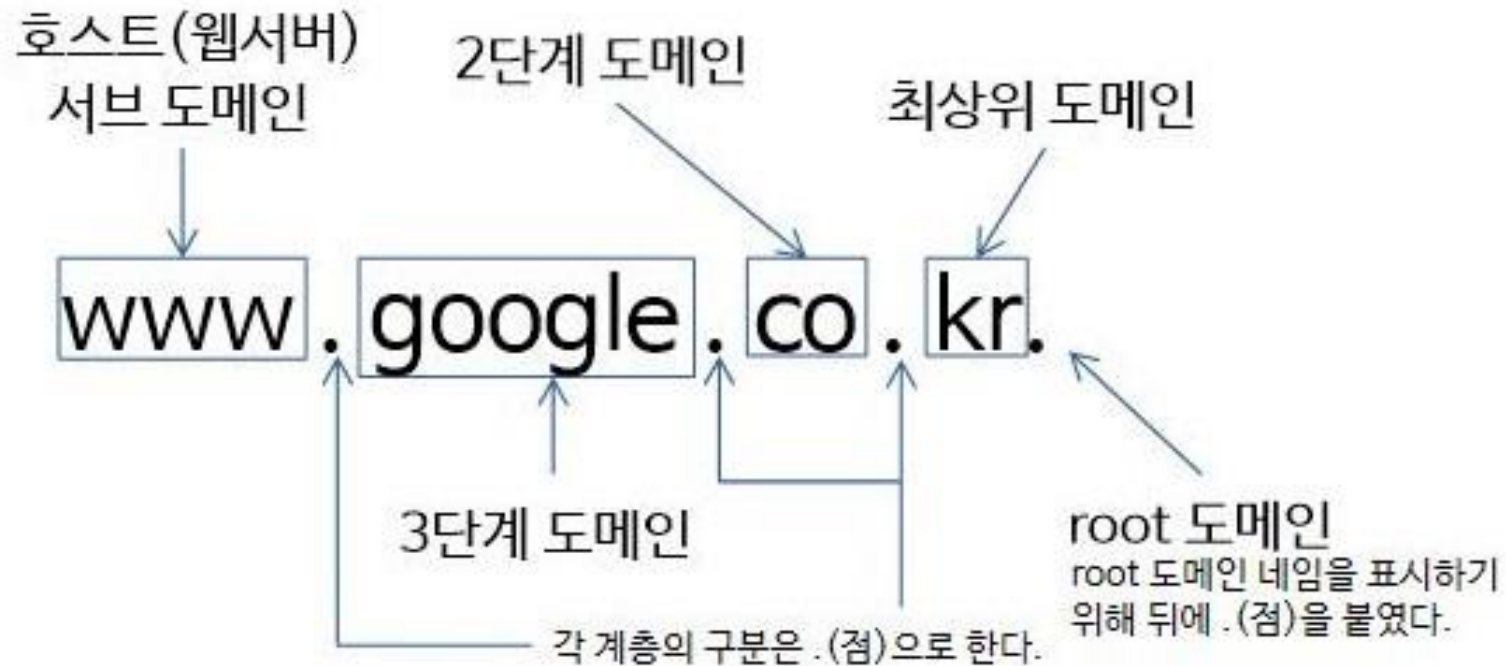 호스트(웹서버)
서브 도메인
2단계 도메인
최상위 도메인
www.google.co.kr.
3단계 도메인
root 도메인
root 도메인 네임을 표시하기
위해 뒤에 .(점)을 붙였다.
각 계층의 구분은 .(점)으로 한다.